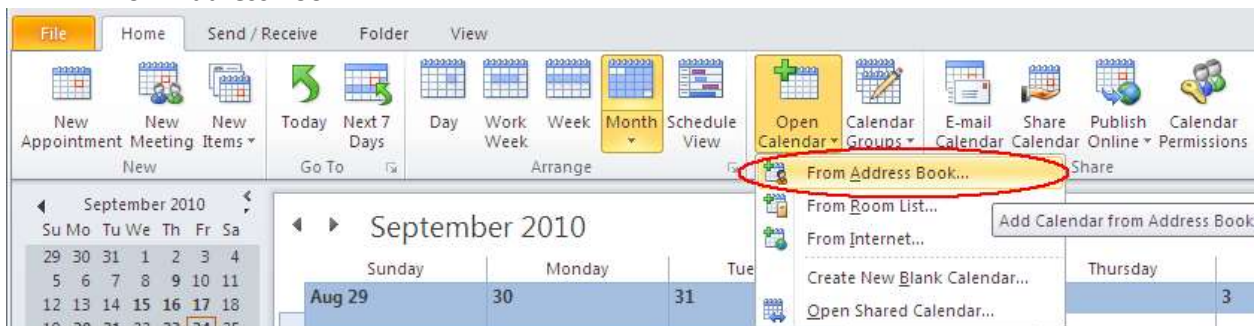 File Home Send / Receive Folder View
New Appointment New Meeting New Items Today Next 7 Days Day Work Week Week Month Schedule View Open Calendar Calendar Groups E-mail Calendar Share Calendar Publish Online Calendar Permissions
New Go To Arrange Share
From Address Book...
From Room List...
From Internet...
Create New Blank Calendar...
Open Shared Calendar...
Add Calendar from Address Book
September 2010
Su Mo Tu We Th Fr Sa
29 30 31 1 2 3 4
5 6 7 8 9 10 11
12 13 14 15 16 17 18
September 2010
Sunday Monday Thursday
Aug 29 30 31 3